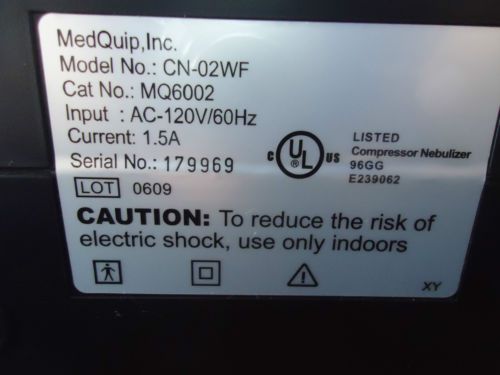 MedQuip,Inc.
Model No.: CN-02WF
Cat No.: MQ6002
Input : AC-120V/60Hz
Current: 1.5A
Serial No.: 179969
LOT 0609
C UL US
LISTED
Compressor Nebulizer
96GG
E239062
CAUTION: To reduce the risk of
electric shock, use only indoors
XY